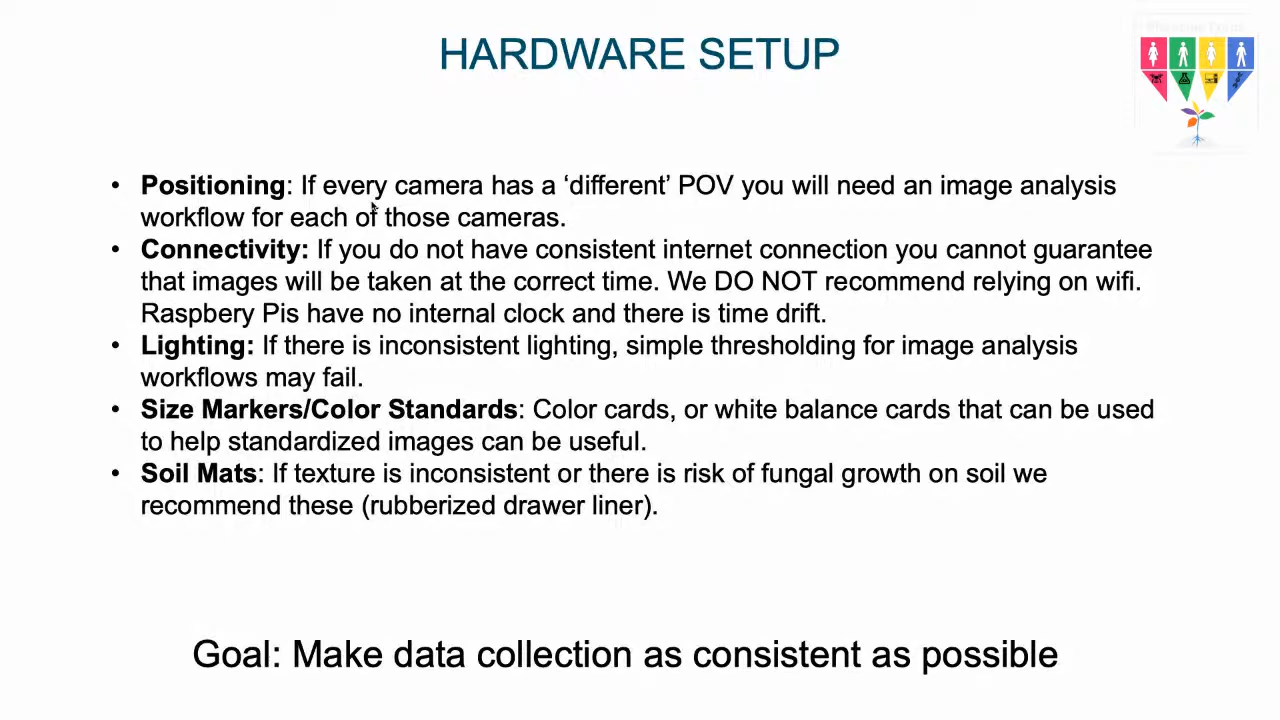 HARDWARE SETUP
• Positioning: If every camera has a ‘different’ POV you will need an image analysis
workflow for each of those cameras.
• Connectivity: If you do not have consistent internet connection you cannot guarantee
that images will be taken at the correct time. We DO NOT recommend relying on wifi.
Raspbery Pis have no internal clock and there is time drift.
• Lighting: If there is inconsistent lighting, simple thresholding for image analysis
workflows may fail.
• Size Markers/Color Standards: Color cards, or white balance cards that can be used
to help standardized images can be useful.
• Soil Mats: If texture is inconsistent or there is risk of fungal growth on soil we
recommend these (rubberized drawer liner).
Goal: Make data collection as consistent as possible